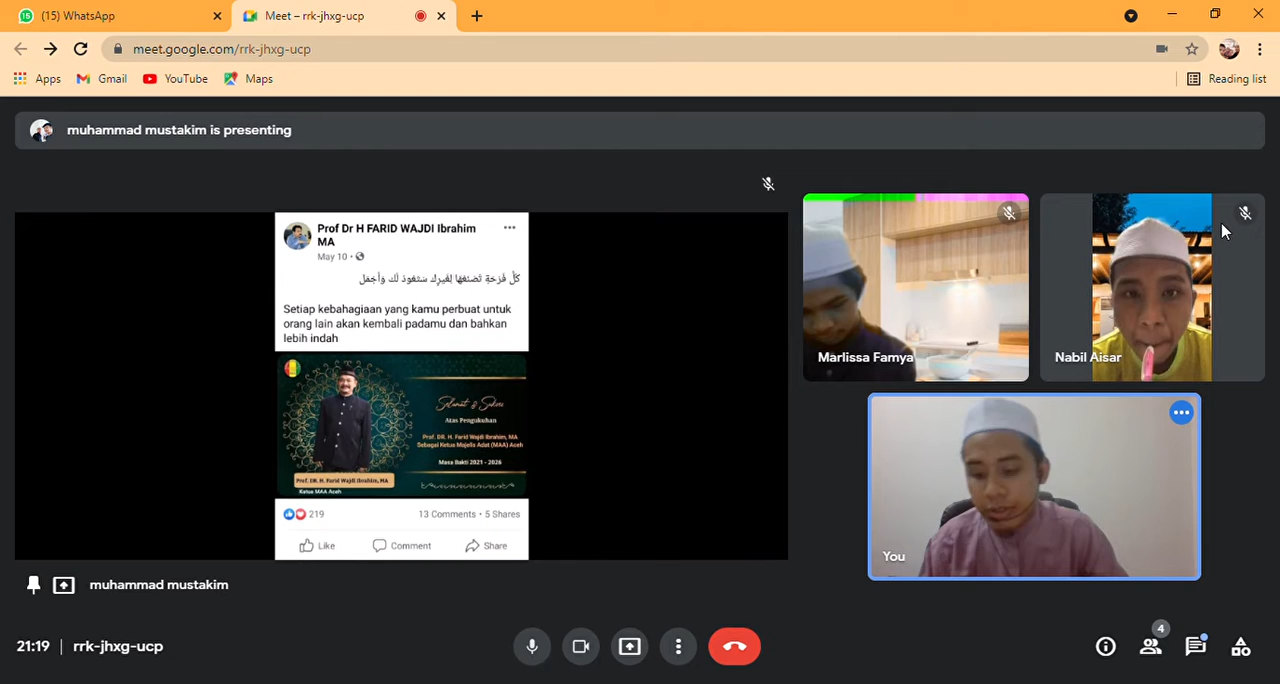 (15) WhatsApp
Meet – rrk-jhxg-ucp
meet.google.com/rrk-jhxg-ucp
Apps
Gmail
YouTube
Maps
Reading list
muhammad mustakim is presenting
Prof Dr H FARID WAJDI Ibrahim
MA
May 10
كُلُّ فَرْحَةٍ تَصْنَعُهَا لِغَيْرِك سَتَعُودُ لَك وَأَجْمَل
Setiap kebahagiaan yang kamu perbuat untuk
orang lain akan kembali padamu dan bahkan
lebih indah
Selamat & Sukses
Atas Pengukuhan
Prof. DR. H. Farid Wajdi Ibrahim, MA
Sebagai Ketua Majelis Adat (MAA) Aceh
Masa Bakti 2021 - 2026
Prof. DR. H. Farid Wajdi Ibrahim, MA
Ketua MAA Aceh
219
13 Comments • 5 Shares
Like
Comment
Share
muhammad mustakim
Marlissa Famya
Nabil Aisar
You
21:19
rrk-jhxg-ucp
4